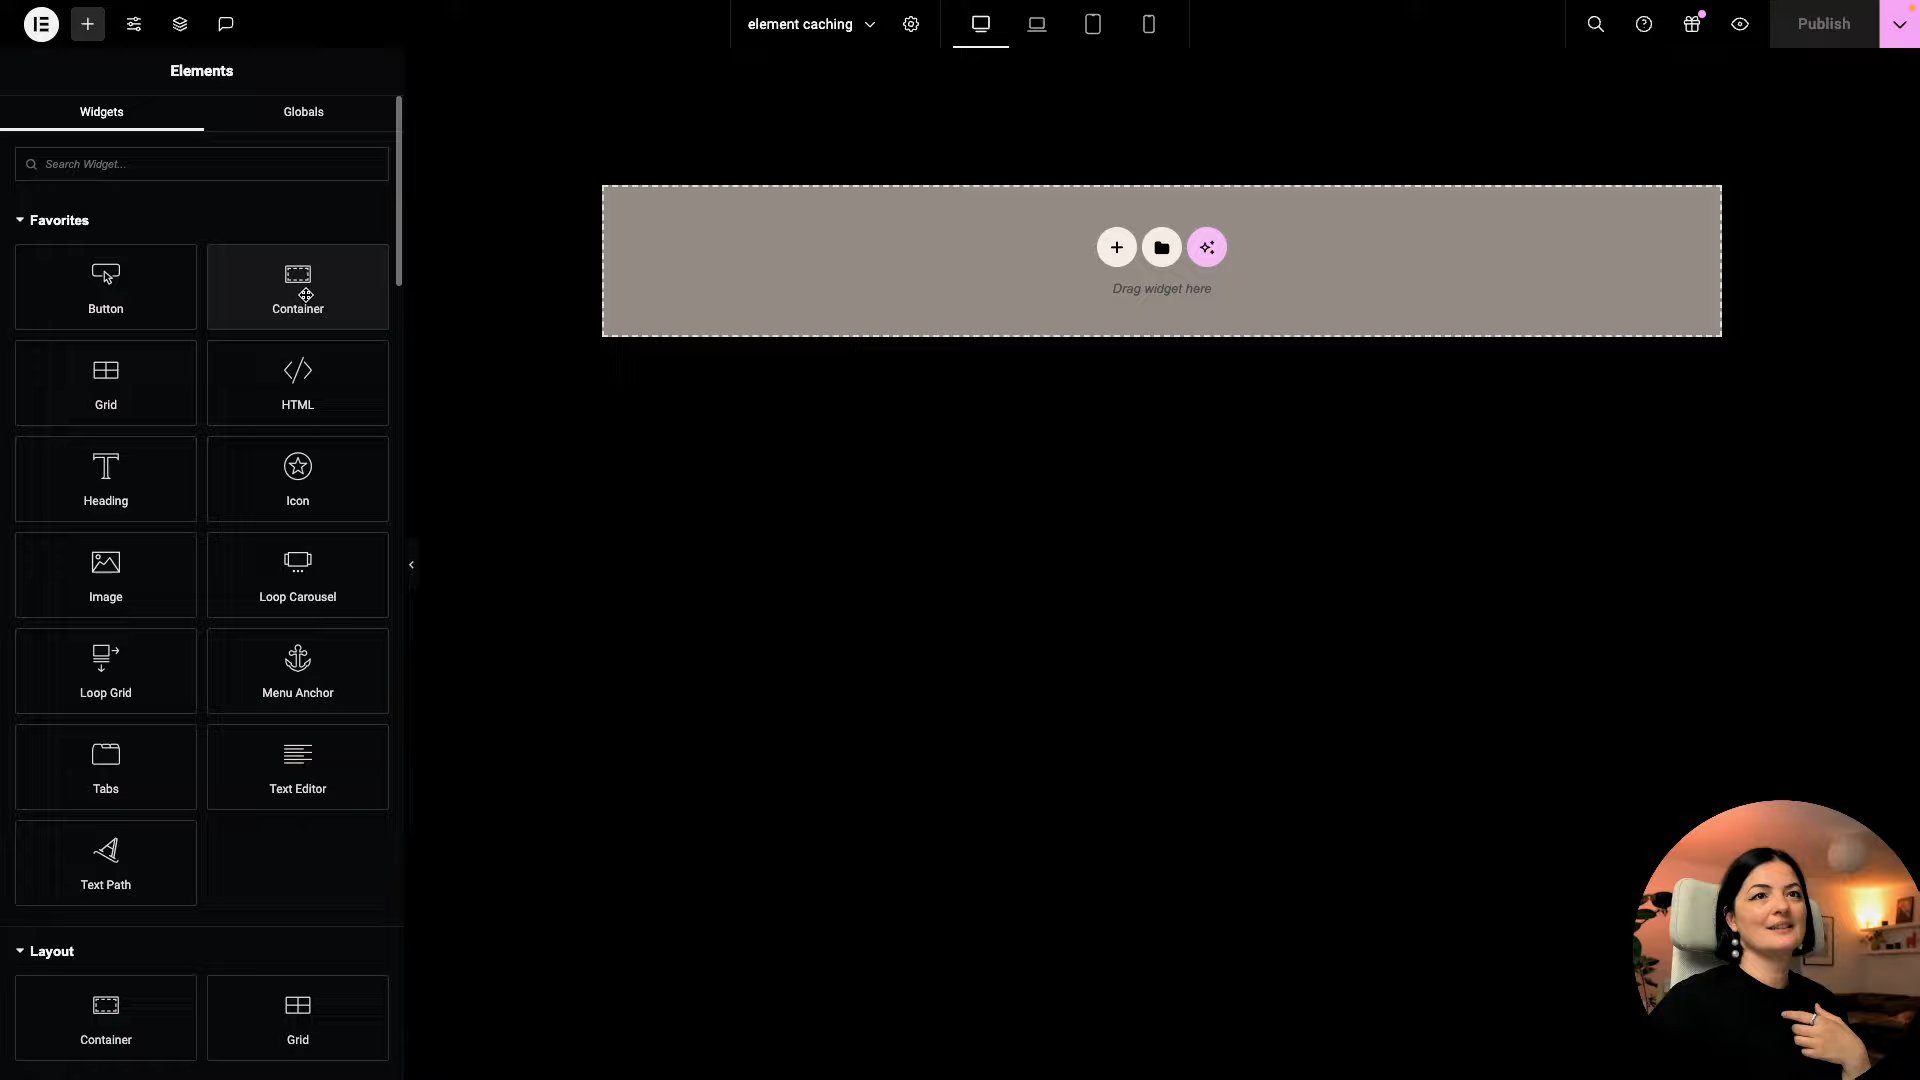 element caching
Publish
Elements
Widgets
Globals
Search Widget...
Favorites
Button
Container
Grid
HTML
Heading
Icon
Image
Loop Carousel
Loop Grid
Menu Anchor
Tabs
Text Editor
Text Path
Layout
Container
Grid
Drag widget here